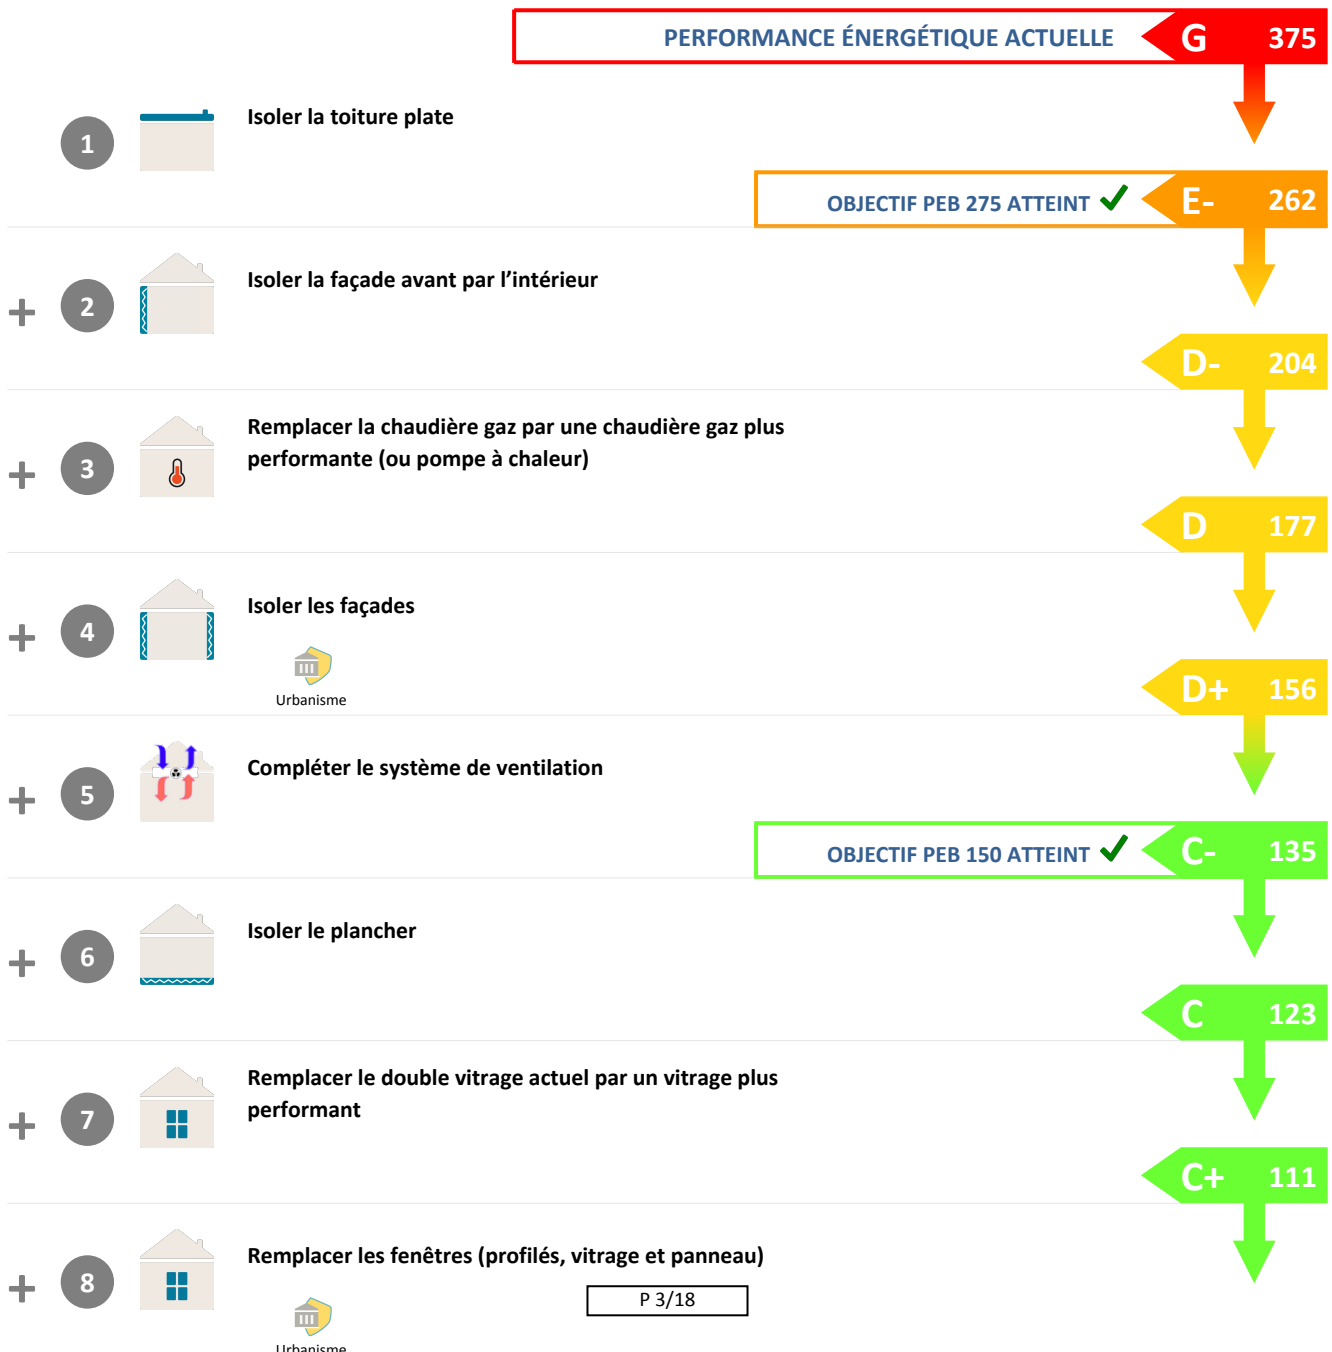 PERFORMANCE ÉNERGÉTIQUE ACTUELLE G 375
1 Isoler la toiture plate
OBJECTIF PEB 275 ATTEINT ✓ E- 262
+ 2 Isoler la façade avant par l’intérieur
D- 204
+ 3 Remplacer la chaudière gaz par une chaudière gaz plus
performante (ou pompe à chaleur)
D 177
+ 4 Isoler les façades
Urbanisme
D+ 156
+ 5 Compléter le système de ventilation
OBJECTIF PEB 150 ATTEINT ✓ C- 135
+ 6 Isoler le plancher
C 123
+ 7 Remplacer le double vitrage actuel par un vitrage plus
performant
C+ 111
+ 8 Remplacer les fenêtres (profilés, vitrage et panneau)
P 3/18
Urbanisme